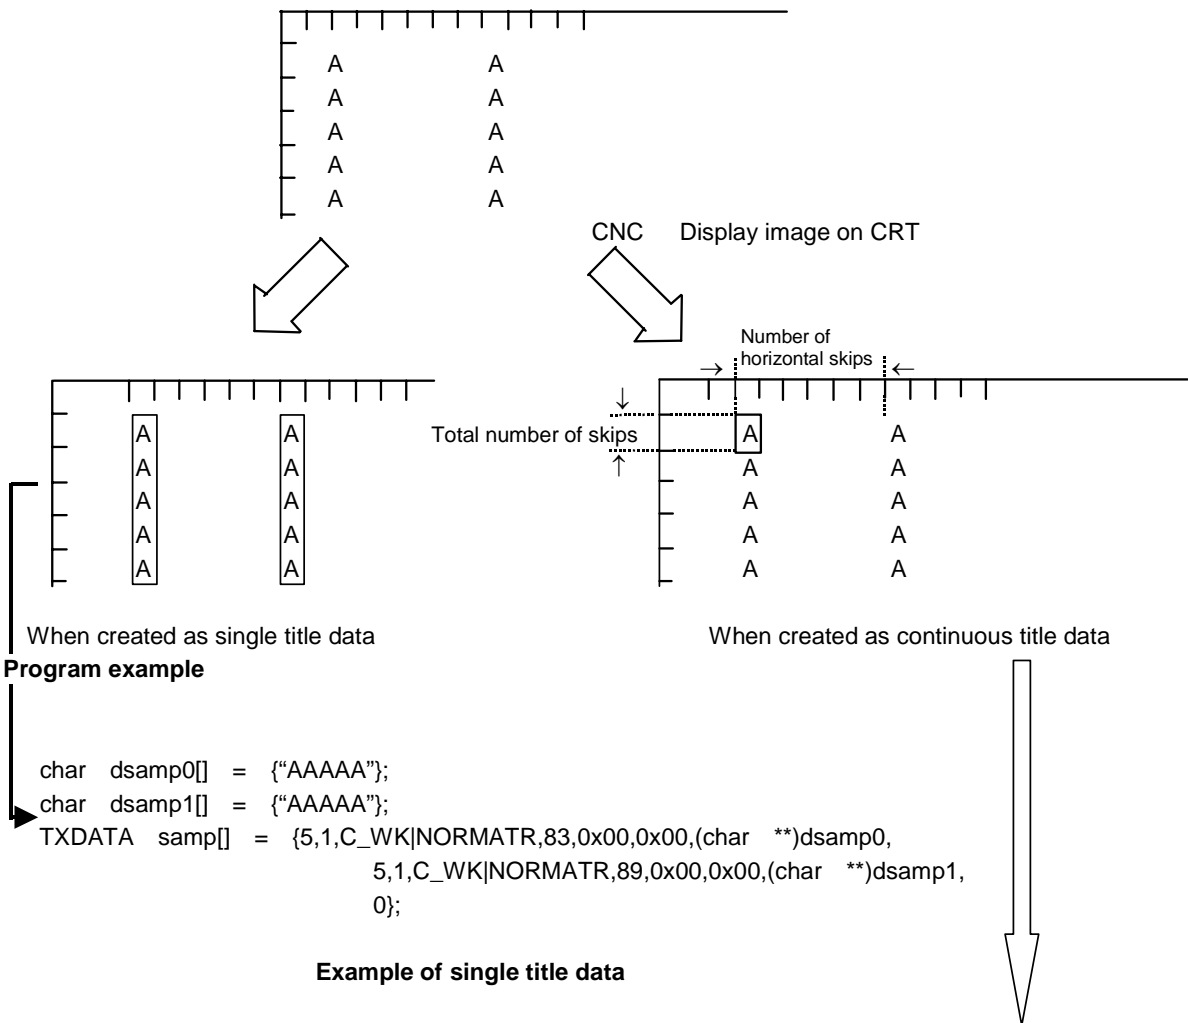 A A
A A
A A
A A
A A
CNC Display image on CRT
Number of
horizontal skips
→ ←
↓
Total number of skips
↑
A A
A A
A A
A A
A A
A A
A A
A A
A A
A A
When created as single title data
When created as continuous title data
Program example
char dsamp0[] = {“AAAAA”};
char dsamp1[] = {“AAAAA”};
TXDATA samp[] = {5,1,C_WK|NORMATR,83,0x00,0x00,(char **)dsamp0,
5,1,C_WK|NORMATR,89,0x00,0x00,(char **)dsamp1,
0};
Example of single title data